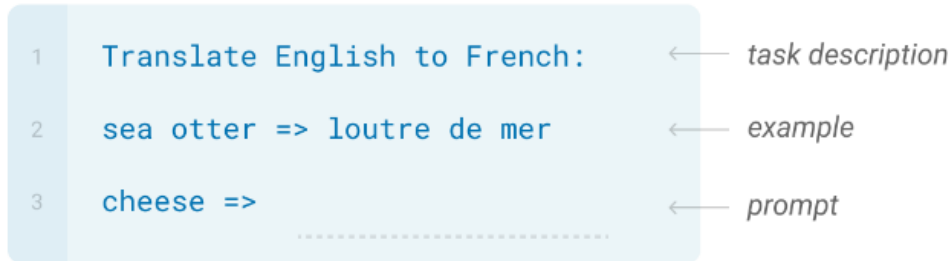 1 Translate English to French: task description
2 sea otter => loutre de mer example
3 cheese => prompt